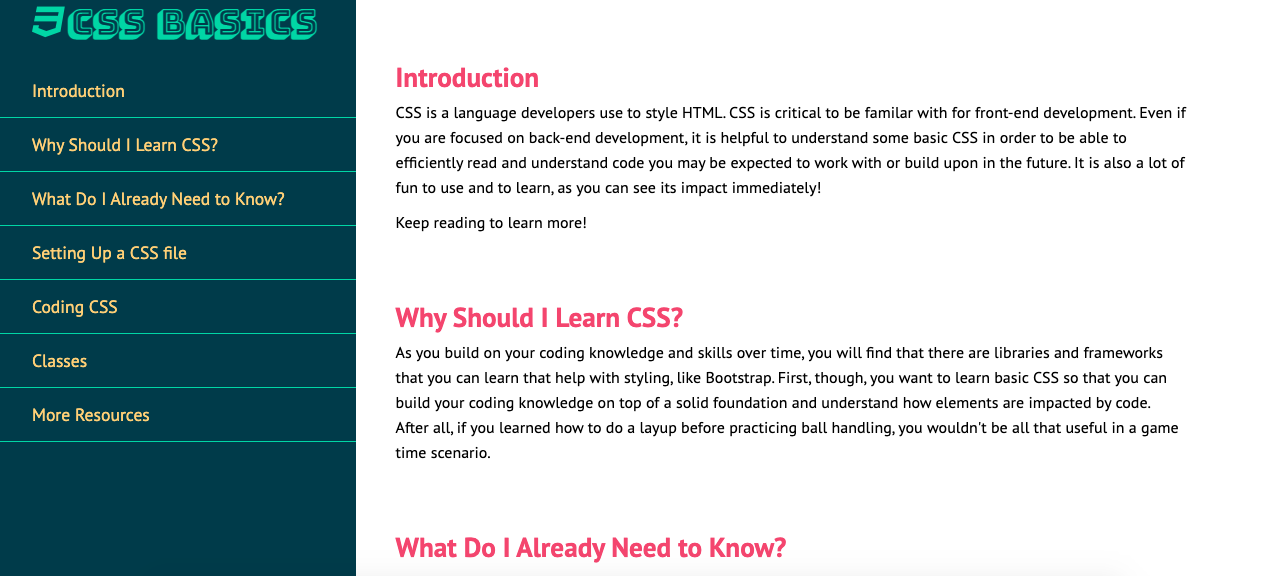 CSS BASICS
Introduction
Why Should I Learn CSS?
What Do I Already Need to Know?
Setting Up a CSS file
Coding CSS
Classes
More Resources
Introduction
CSS is a language developers use to style HTML. CSS is critical to be familar with for front-end development. Even if
you are focused on back-end development, it is helpful to understand some basic CSS in order to be able to
efficiently read and understand code you may be expected to work with or build upon in the future. It is also a lot of
fun to use and to learn, as you can see its impact immediately!
Keep reading to learn more!
Why Should I Learn CSS?
As you build on your coding knowledge and skills over time, you will find that there are libraries and frameworks
that you can learn that help with styling, like Bootstrap. First, though, you want to learn basic CSS so that you can
build your coding knowledge on top of a solid foundation and understand how elements are impacted by code.
After all, if you learned how to do a layup before practicing ball handling, you wouldn't be all that useful in a game
time scenario.
What Do I Already Need to Know?